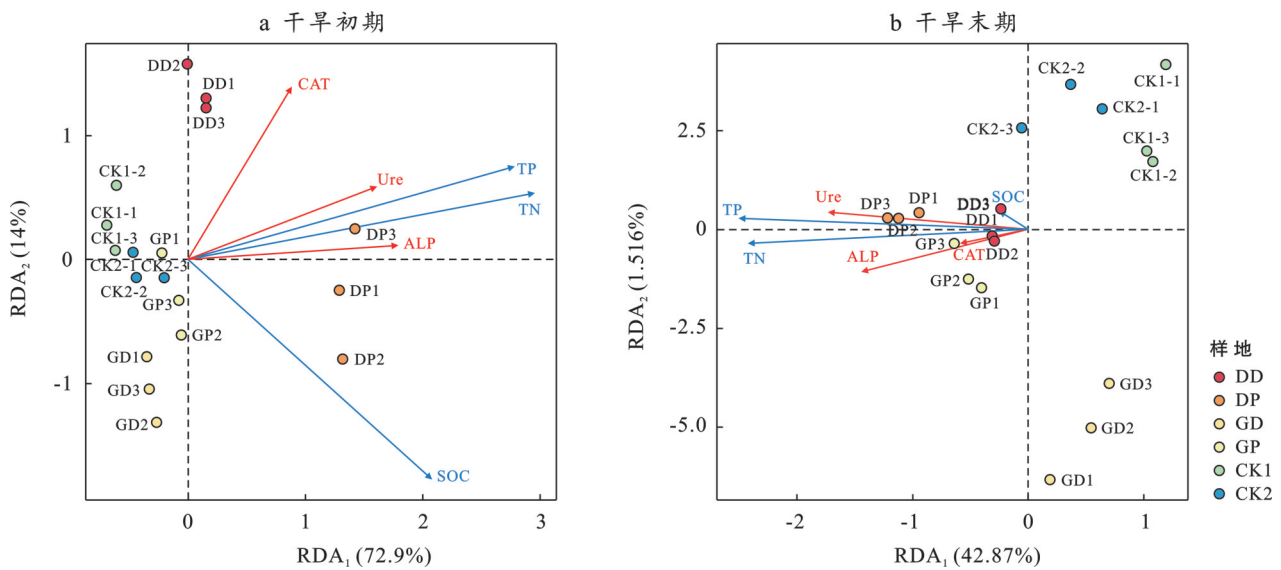 a 干旱初期
DD2
DD1
DD3
CAT
CK1-2
Ure
TP
TN
CK1-1
CK1-3
GP1
DP3
ALP
CK2-1
CK2-3
CK2-2
GP3
DP1
GP2
DP2
GD1
GD3
GD2
SOC
1
0
-1
0
1
2
3
RDA₂ (14%)
RDA₁ (72.9%)
b 干旱末期
CK2-2
CK1-1
CK2-1
CK2-3
CK1-3
CK1-2
Ure
DP3
DP1
DD3
SOC
TP
DP2
DD1
GP3
TN
ALP
CAT
DD2
GP2
GP1
GD3
GD2
GD1
2.5
0
-2.5
-5.0
-2
-1
0
1
RDA₂ (1.516%)
RDA₁ (42.87%)
样地
DD
DP
GD
GP
CK1
CK2